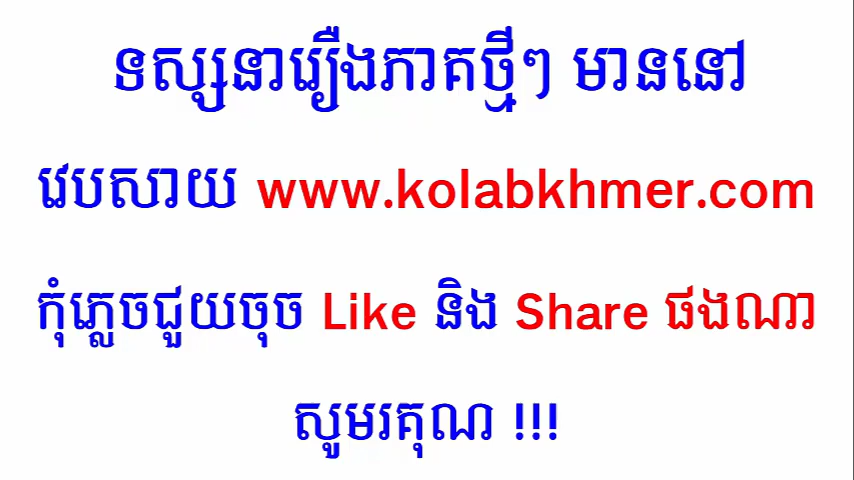 ទស្សនារឿងភាគថ្មីៗ មាននៅ
វេបសាយ www.kolabkhmer.com
កុំភ្លេចជួយចុច Like និង Share ផងណា
សូមរគុណ !!!